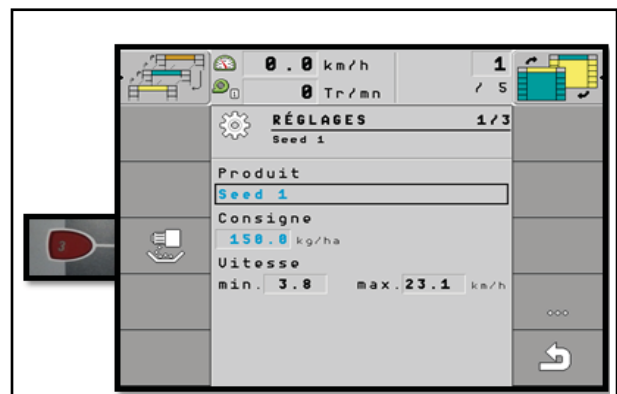 0.0 km/h 1
0 Tr/mn / 5
RÉGLAGES 1/3
Seed 1
Produit
Seed 1
Consigne
150.0 kg/ha
Vitesse
min. 3.8 max. 23.1 km/h
3